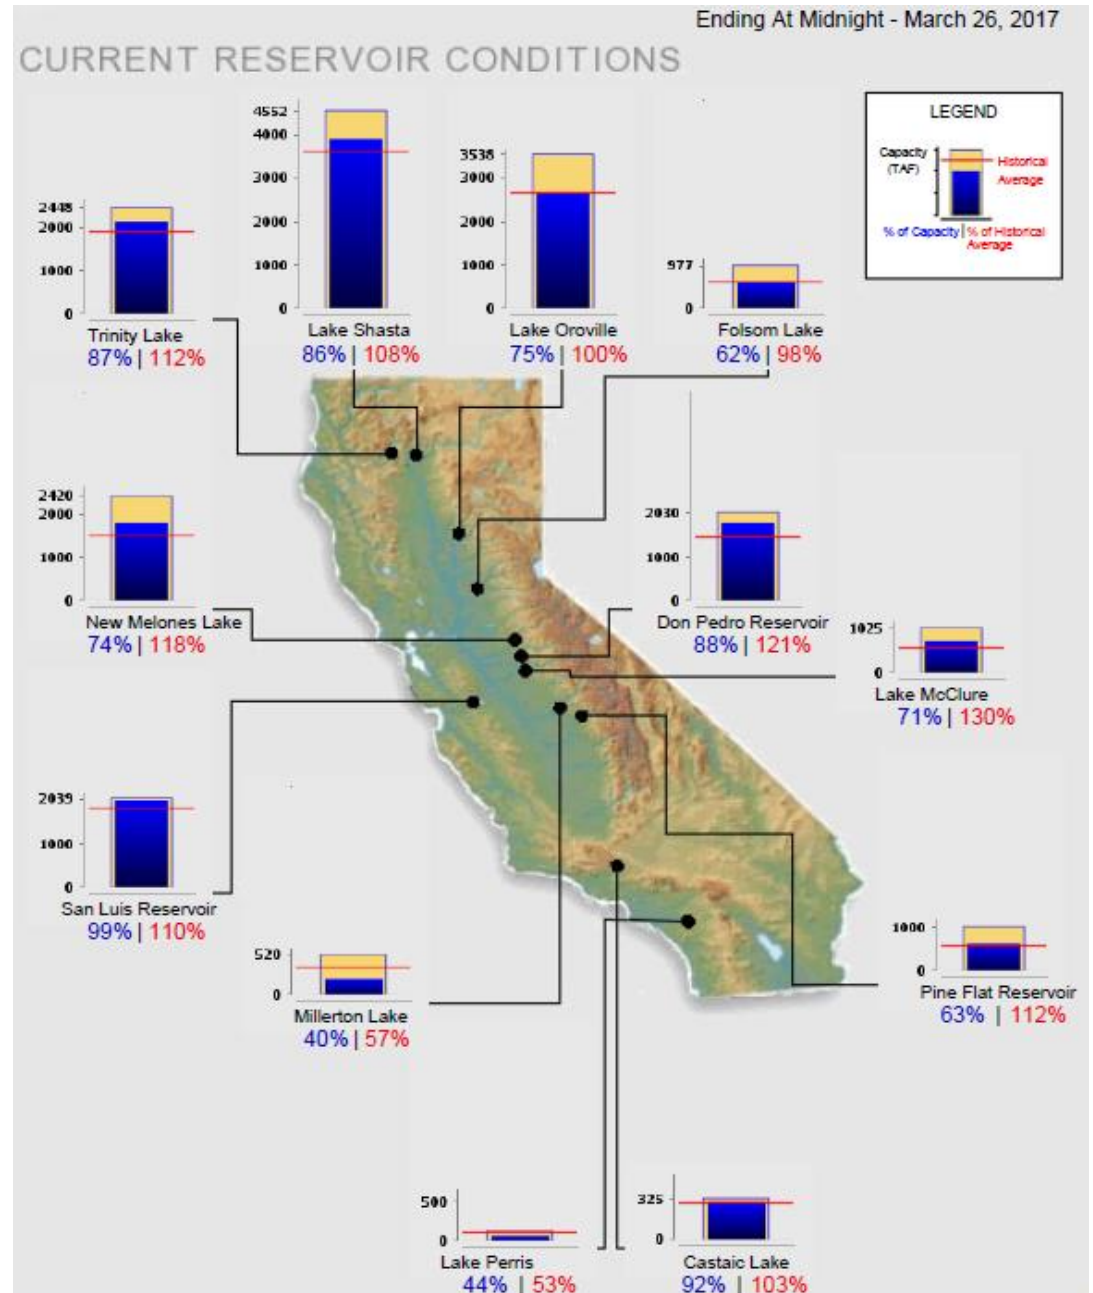 Ending At Midnight - March 26, 2017
CURRENT RESERVOIR CONDITIONS
LEGEND
Capacity
(TAF)
Historical
Average
% of Capacity | % of Historical
Average
2448
2000
1000
0
Trinity Lake
87% | 112%
4552
4000
3000
2000
1000
0
Lake Shasta
86% | 108%
3538
3000
2000
1000
0
Lake Oroville
75% | 100%
977
0
Folsom Lake
62% | 98%
2420
2000
1000
0
New Melones Lake
74% | 118%
2030
1000
0
Don Pedro Reservoir
88% | 121%
1025
0
Lake McClure
71% | 130%
2039
1000
0
San Luis Reservoir
99% | 110%
520
0
Millerton Lake
40% | 57%
1000
0
Pine Flat Reservoir
63% | 112%
500
0
Lake Perris
44% | 53%
325
0
Castaic Lake
92% | 103%